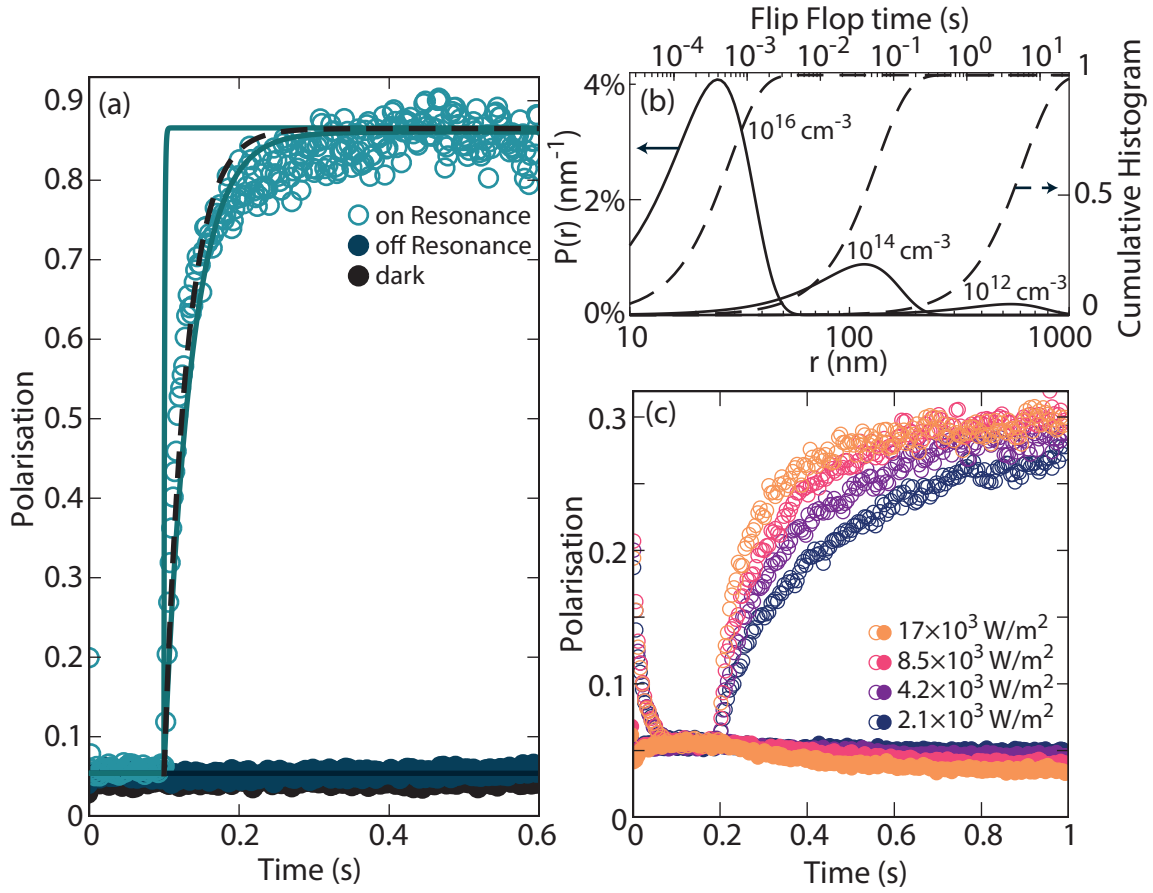 (a)
Polarisation
0.9
0.8
0.7
0.6
0.5
0.4
0.3
0.2
0.1
0
on Resonance
off Resonance
dark
0 0.2 0.4 0.6
Time (s)
Flip Flop time (s)
10⁻⁴ 10⁻³ 10⁻² 10⁻¹ 10⁰ 10¹
(b)
P(r) (nm⁻¹)
4%
2%
0%
10¹⁶ cm⁻³
10¹⁴ cm⁻³
10¹² cm⁻³
1
0.5
0
Cumulative Histogram
10 100 1000
r (nm)
(c)
Polarisation
0.3
0.2
0.1
0
17×10³ W/m²
8.5×10³ W/m²
4.2×10³ W/m²
2.1×10³ W/m²
0 0.2 0.4 0.6 0.8 1
Time (s)